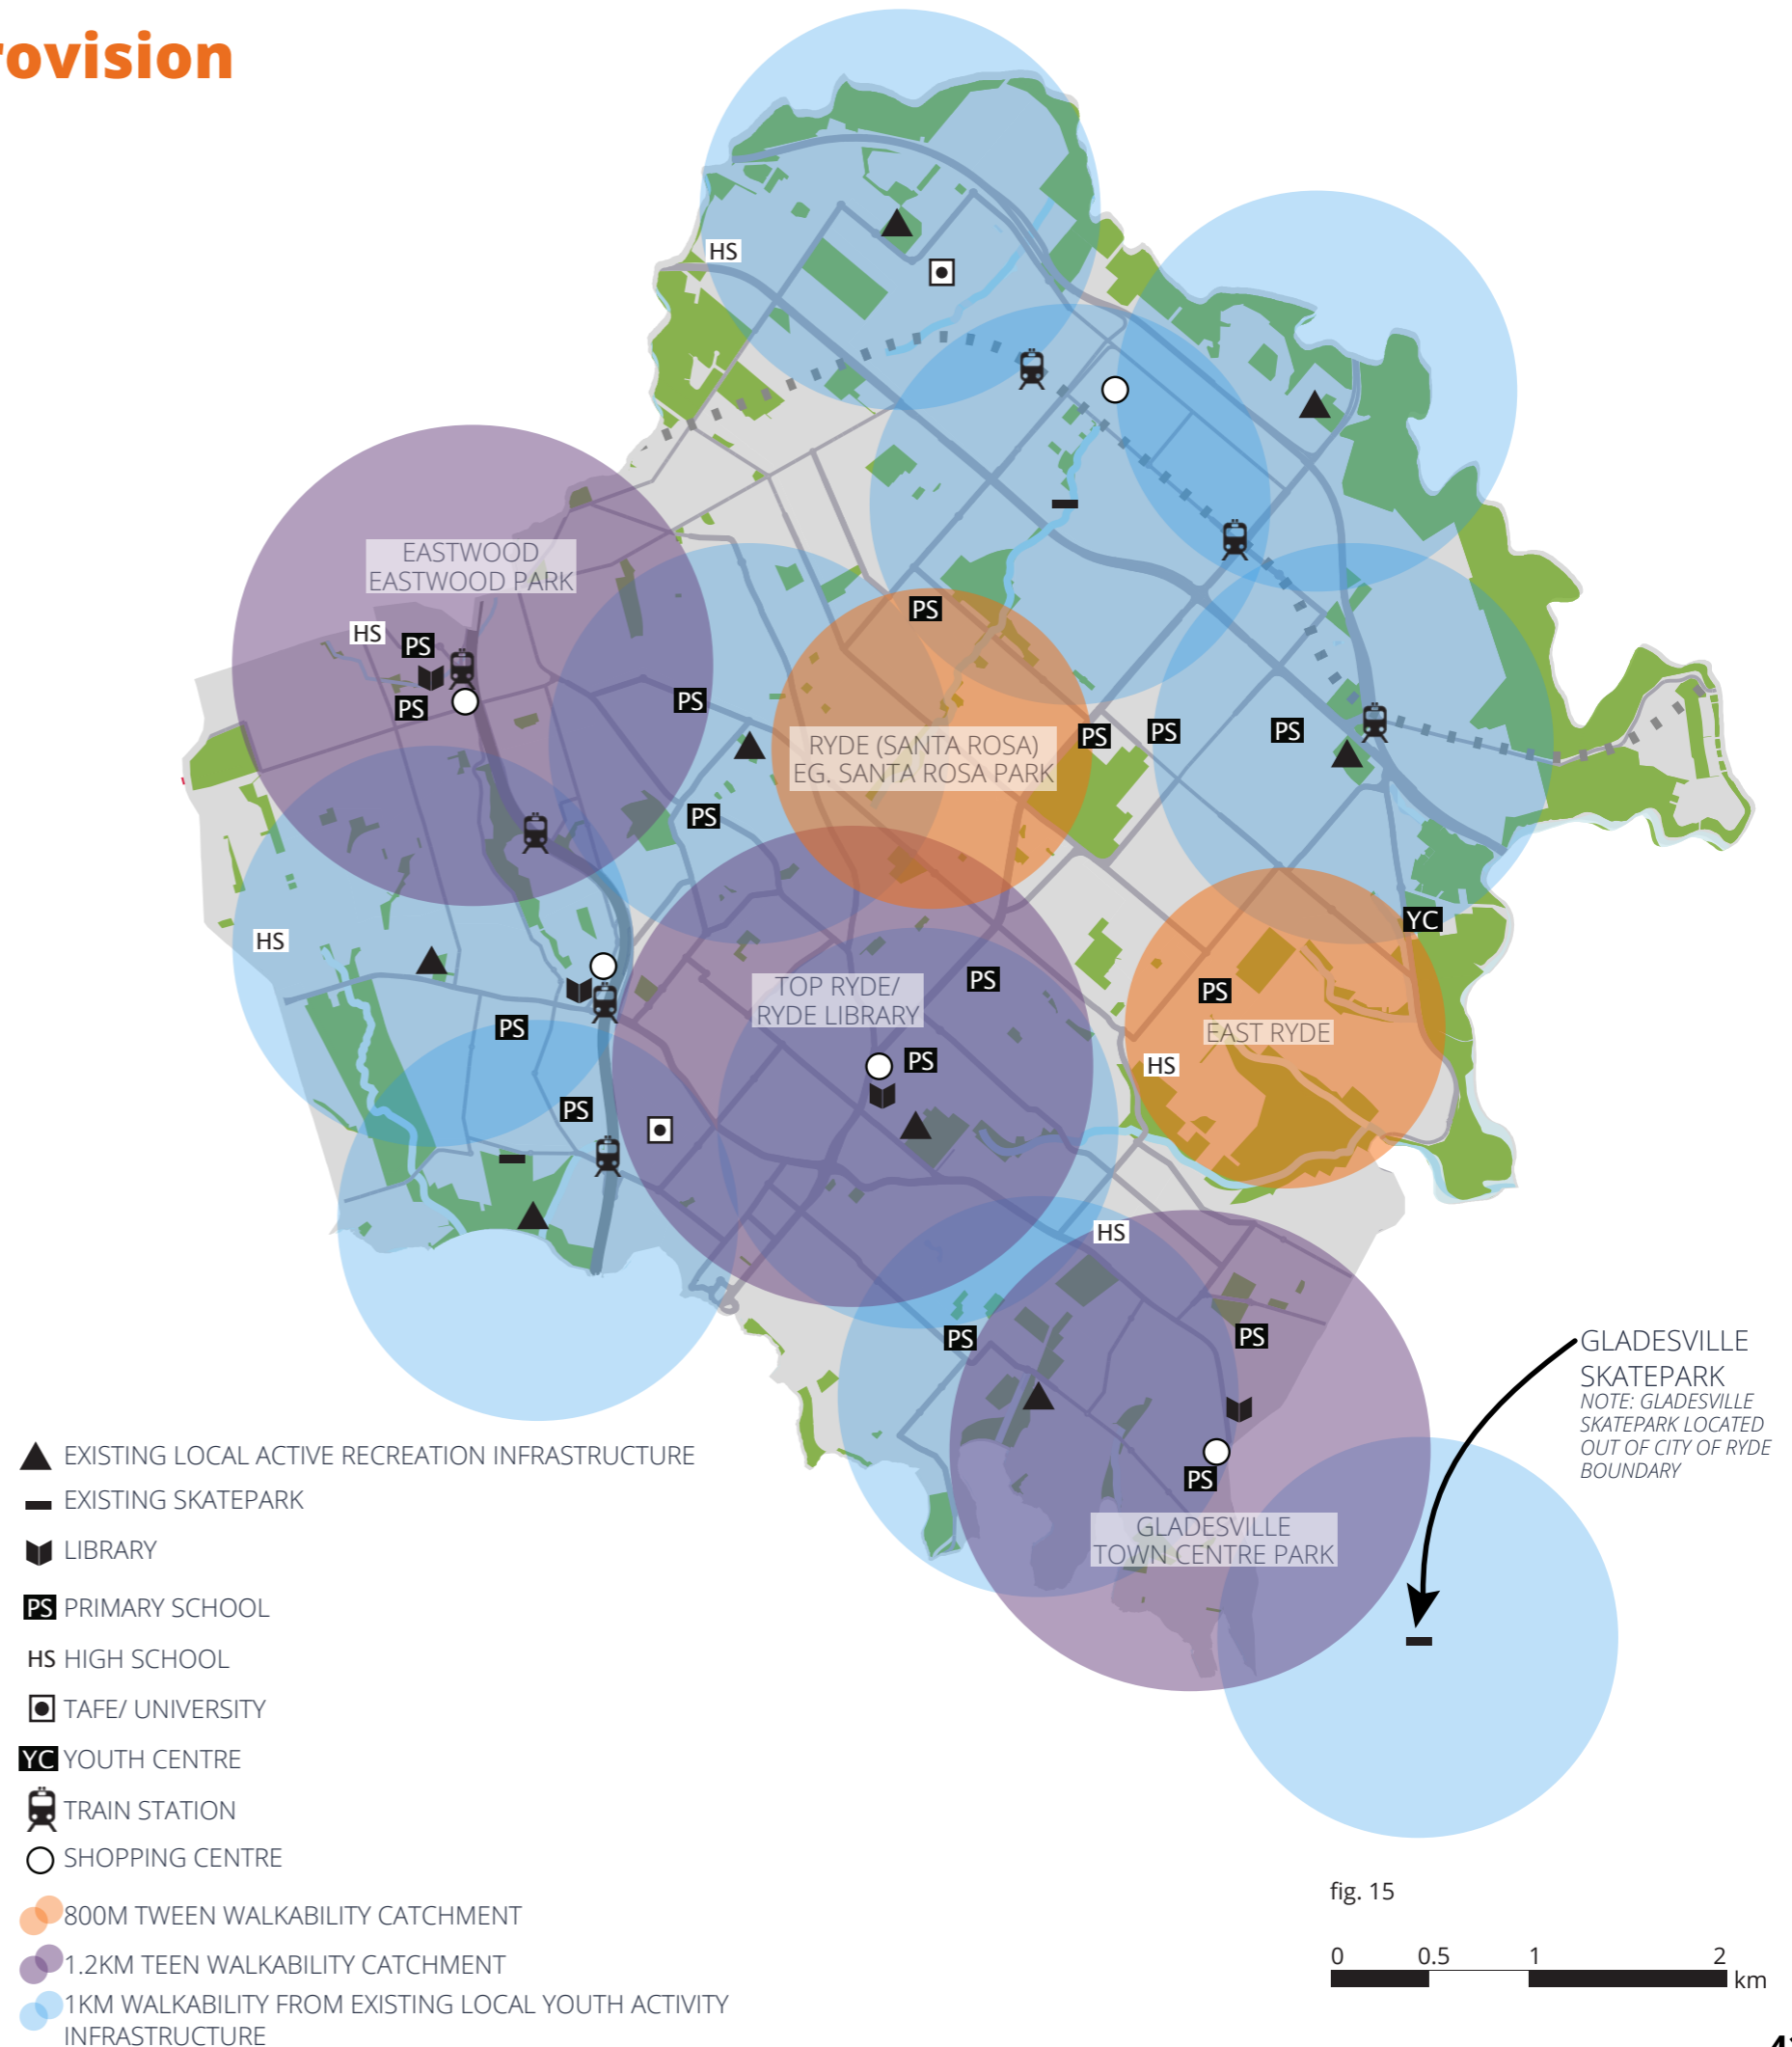 rovision
HS
EASTWOOD
EASTWOOD PARK
PS
HS
PS
PS
PS
RYDE (SANTA ROSA)
EG. SANTA ROSA PARK
PS
PS
PS
PS
YC
HS
TOP RYDE/
RYDE LIBRARY
PS
PS
EAST RYDE
PS
PS
HS
PS
HS
PS
PS
GLADESVILLE
SKATEPARK
NOTE: GLADESVILLE
SKATEPARK LOCATED
OUT OF CITY OF RYDE
BOUNDARY
PS
GLADESVILLE
TOWN CENTRE PARK
EXISTING LOCAL ACTIVE RECREATION INFRASTRUCTURE
EXISTING SKATEPARK
LIBRARY
PS PRIMARY SCHOOL
HS HIGH SCHOOL
TAFE/ UNIVERSITY
YC YOUTH CENTRE
TRAIN STATION
SHOPPING CENTRE
800M TWEEN WALKABILITY CATCHMENT
1.2KM TEEN WALKABILITY CATCHMENT
1KM WALKABILITY FROM EXISTING LOCAL YOUTH ACTIVITY
INFRASTRUCTURE
fig. 15
0 0.5 1 2
km